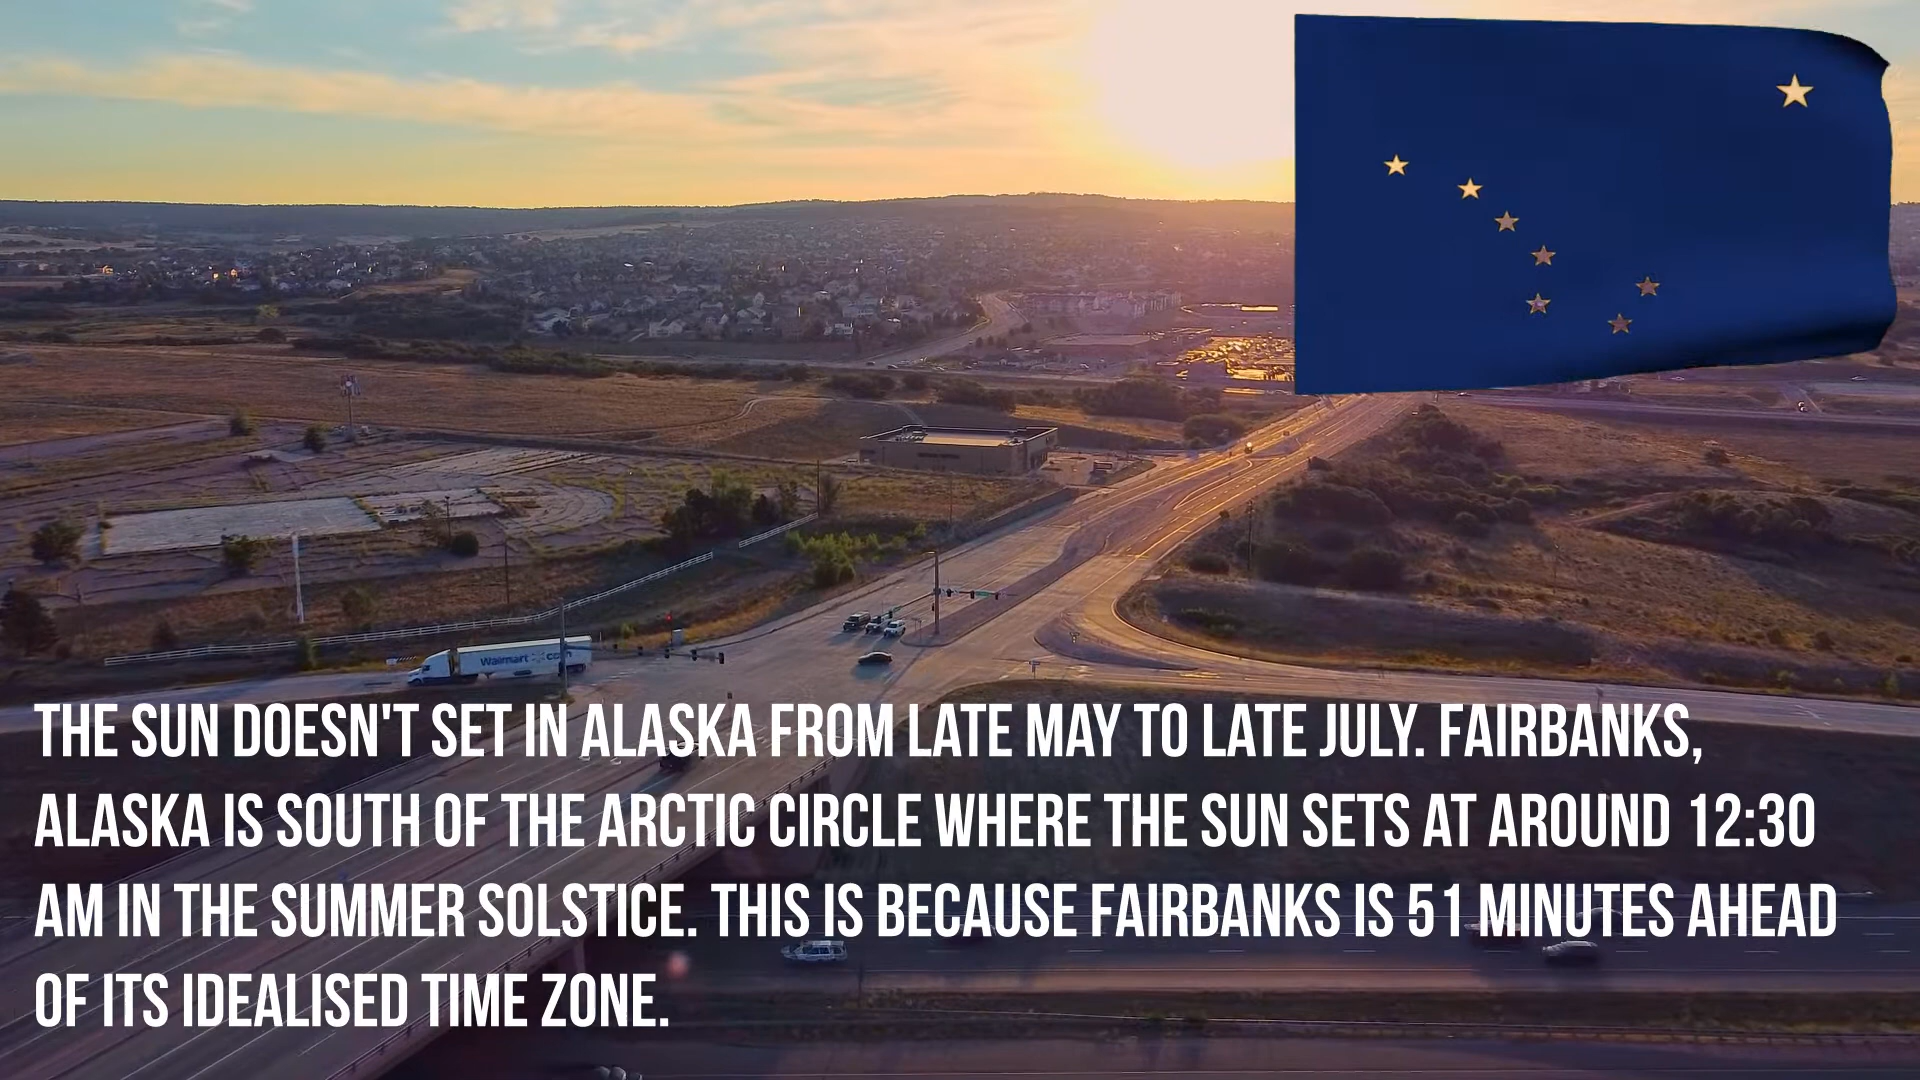 Walmart
THE SUN DOESN'T SET IN ALASKA FROM LATE MAY TO LATE JULY. FAIRBANKS,
ALASKA IS SOUTH OF THE ARCTIC CIRCLE WHERE THE SUN SETS AT AROUND 12:30
AM IN THE SUMMER SOLSTICE. THIS IS BECAUSE FAIRBANKS IS 51 MINUTES AHEAD
OF ITS IDEALISED TIME ZONE.